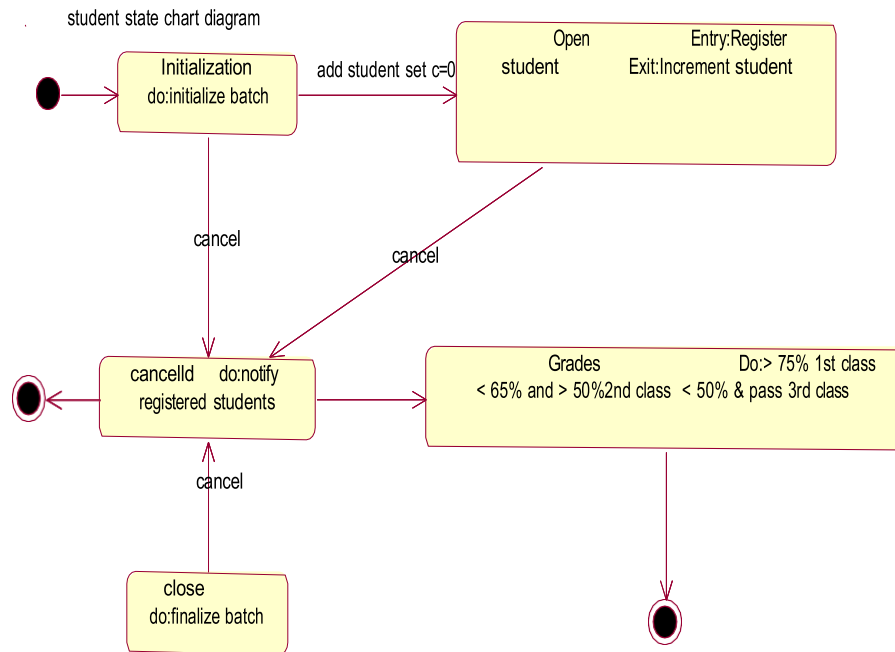 student state chart diagram
Initialization
do:initialize batch
add student set c=0
Open Entry:Register
student Exit:Increment student
cancel
cancel
cancelld do:notify
registered students
Grades Do:> 75% 1st class
< 65% and > 50%2nd class < 50% & pass 3rd class
cancel
close
do:finalize batch